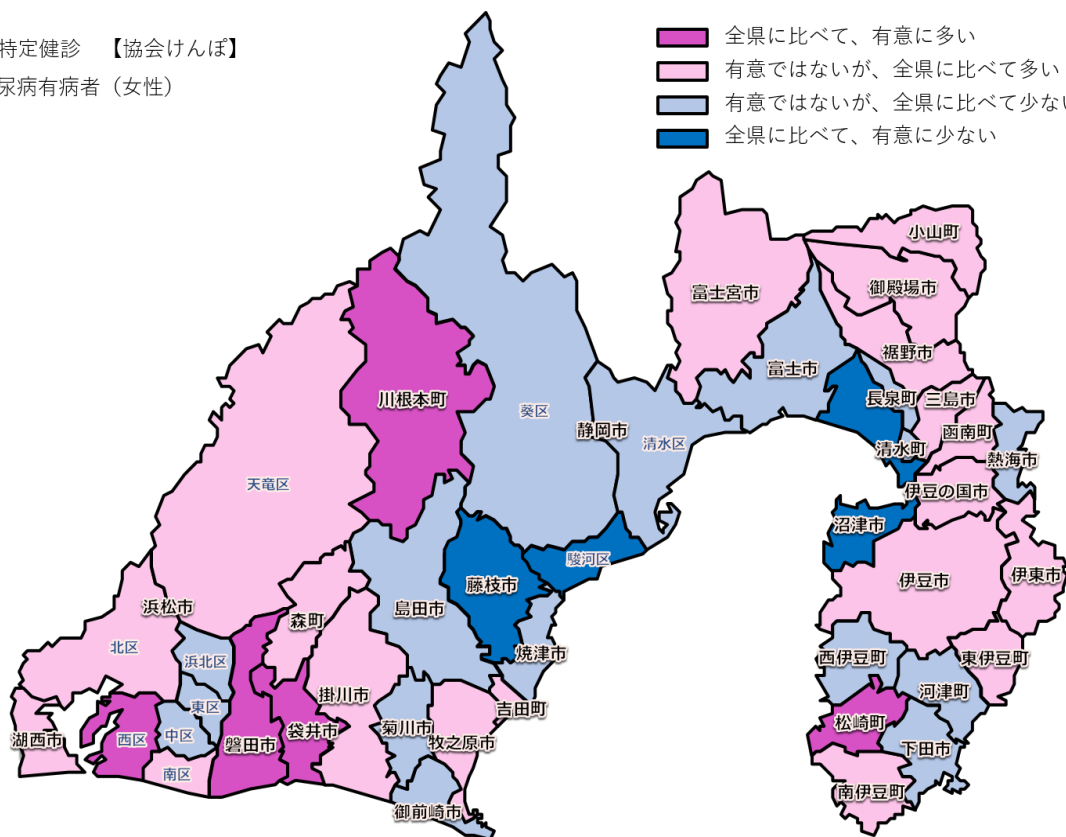 特定健診 【協会けんぽ】
尿病有病者（女性）
全県に比べて、有意に多い
有意ではないが、全県に比べて多い
有意ではないが、全県に比べて少ない
全県に比べて、有意に少ない
小山町
御殿場市
富士宮市
裾野市
富士市
長泉町
三島市
川根本町
葵区
静岡市
清水区
函南町
清水町
熱海市
天竜区
伊豆の国市
沼津市
駿河区
藤枝市
伊豆市
伊東市
浜松市
島田市
森町
北区
浜北区
焼津市
西伊豆町
東伊豆町
河津町
掛川市
東区
吉田町
湖西市
西区
中区
磐田市
袋井市
菊川市
牧之原市
松崎町
下田市
南区
南伊豆町
御前崎市